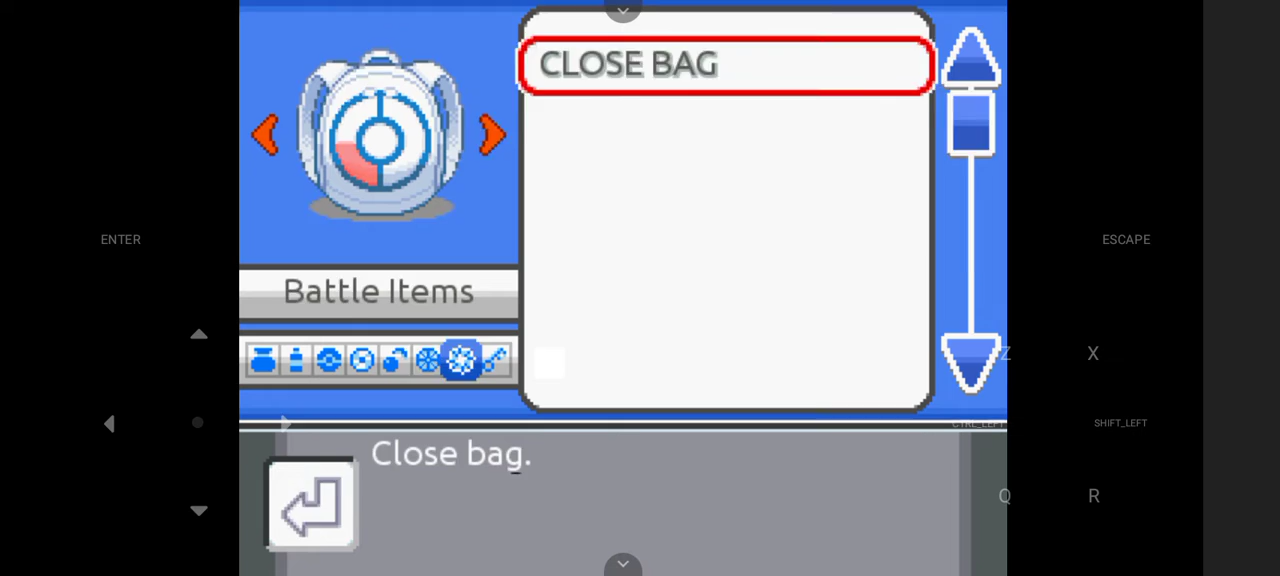 CLOSE BAG
ENTER
ESCAPE
Battle Items
Z
X
CTRL_LEFT
SHIFT_LEFT
Close bag.
Q
R